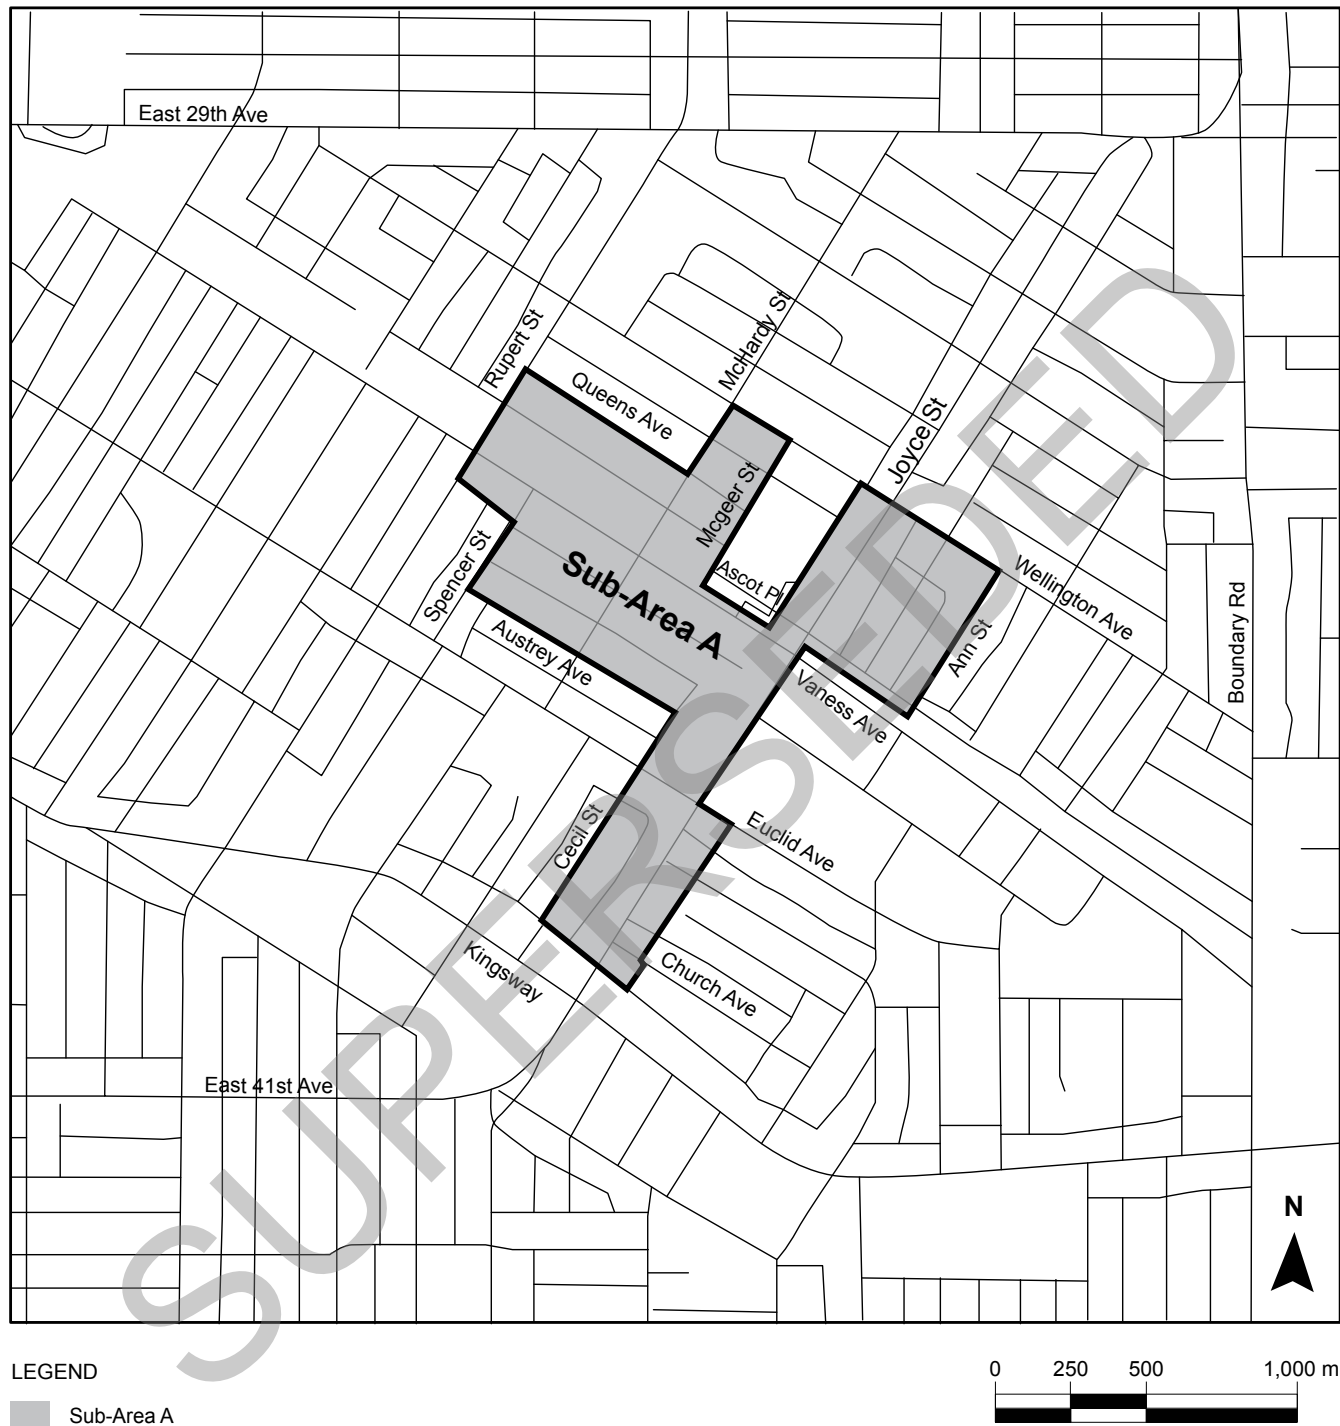 East 29th Ave
Rupert St
McHardy St
Queens Ave
Joyce St
Mcgeer St
Ascot Pl
Spencer St
Sub-Area A
Wellington Ave
Boundary Rd
Ann St
Austrey Ave
Vaness Ave
Cecil St
Euclid Ave
Kingsway
Church Ave
East 41st Ave
SUPERSEDED
N
LEGEND
0 250 500 1,000 m
Sub-Area A